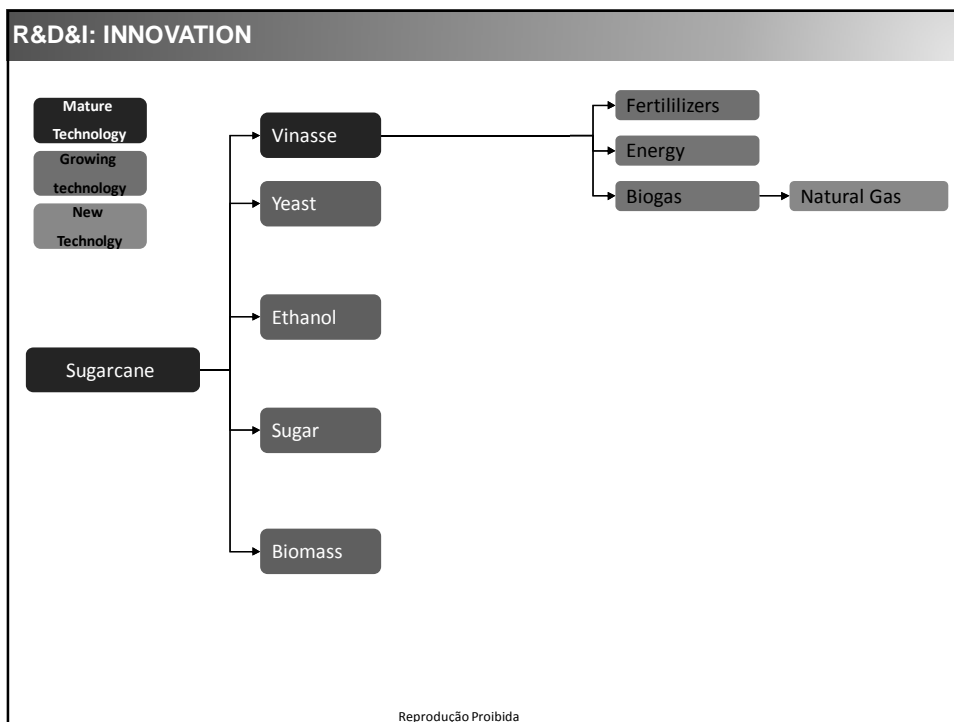 R&D&I: INNOVATION
Mature
Technology
Growing
technology
New
Technolgy
Sugarcane
Vinasse
Yeast
Ethanol
Sugar
Biomass
Fertililizers
Energy
Biogas
Natural Gas
Reprodução Proibida